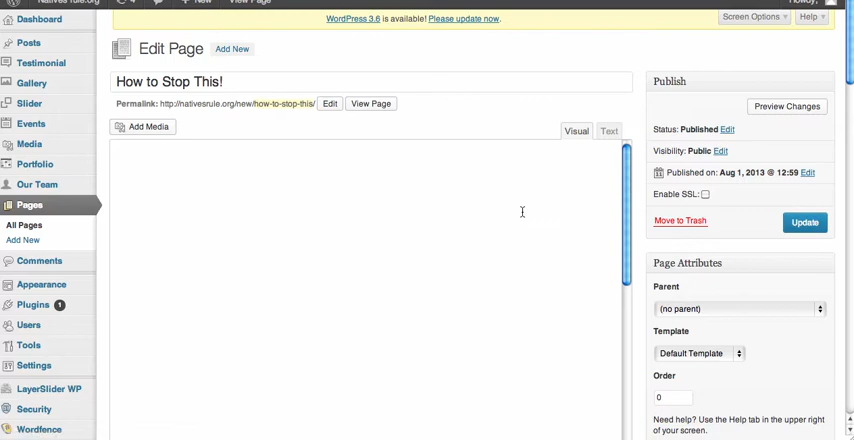 Natives rule.org 4 New View Page Howdy,
WordPress 3.6 is available! Please update now.
Screen Options Help
Dashboard
Posts
Testimonial
Gallery
Slider
Events
Media
Portfolio
Our Team
Pages
All Pages
Add New
Comments
Appearance
Plugins 1
Users
Tools
Settings
LayerSlider WP
Security
Wordfence
Edit Page Add New
How to Stop This!
Permalink: http://nativesrule.org/new/how-to-stop-this/ Edit View Page
Add Media
Visual Text
Publish
Preview Changes
Status: Published Edit
Visibility: Public Edit
Published on: Aug 1, 2013 @ 12:59 Edit
Enable SSL:
Move to Trash
Update
Page Attributes
Parent
(no parent)
Template
Default Template
Order
0
Need help? Use the Help tab in the upper right
of your screen.